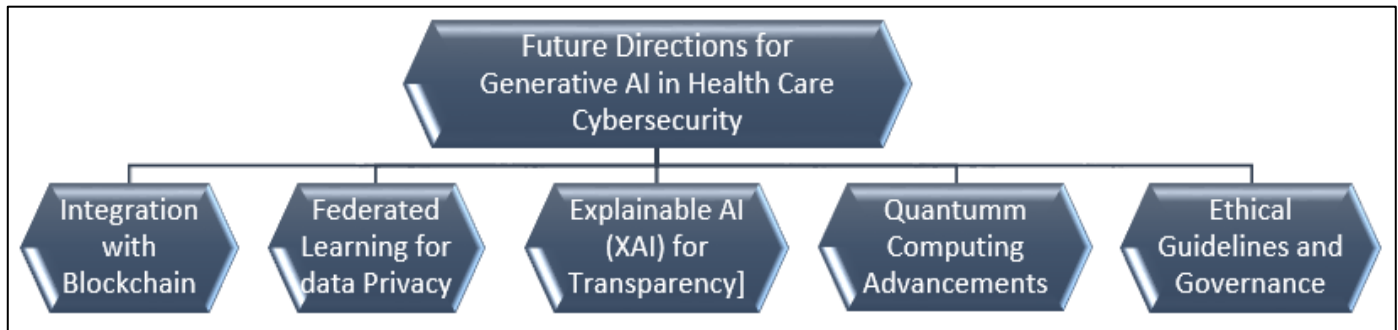 Future Directions for
Generative AI in Health Care
Cybersecurity
Integration
with
Blockchain
Federated
Learning for
data Privacy
Explainable AI
(XAI) for
Transparency]
Quantumm
Computing
Advancements
Ethical
Guidelines and
Governance